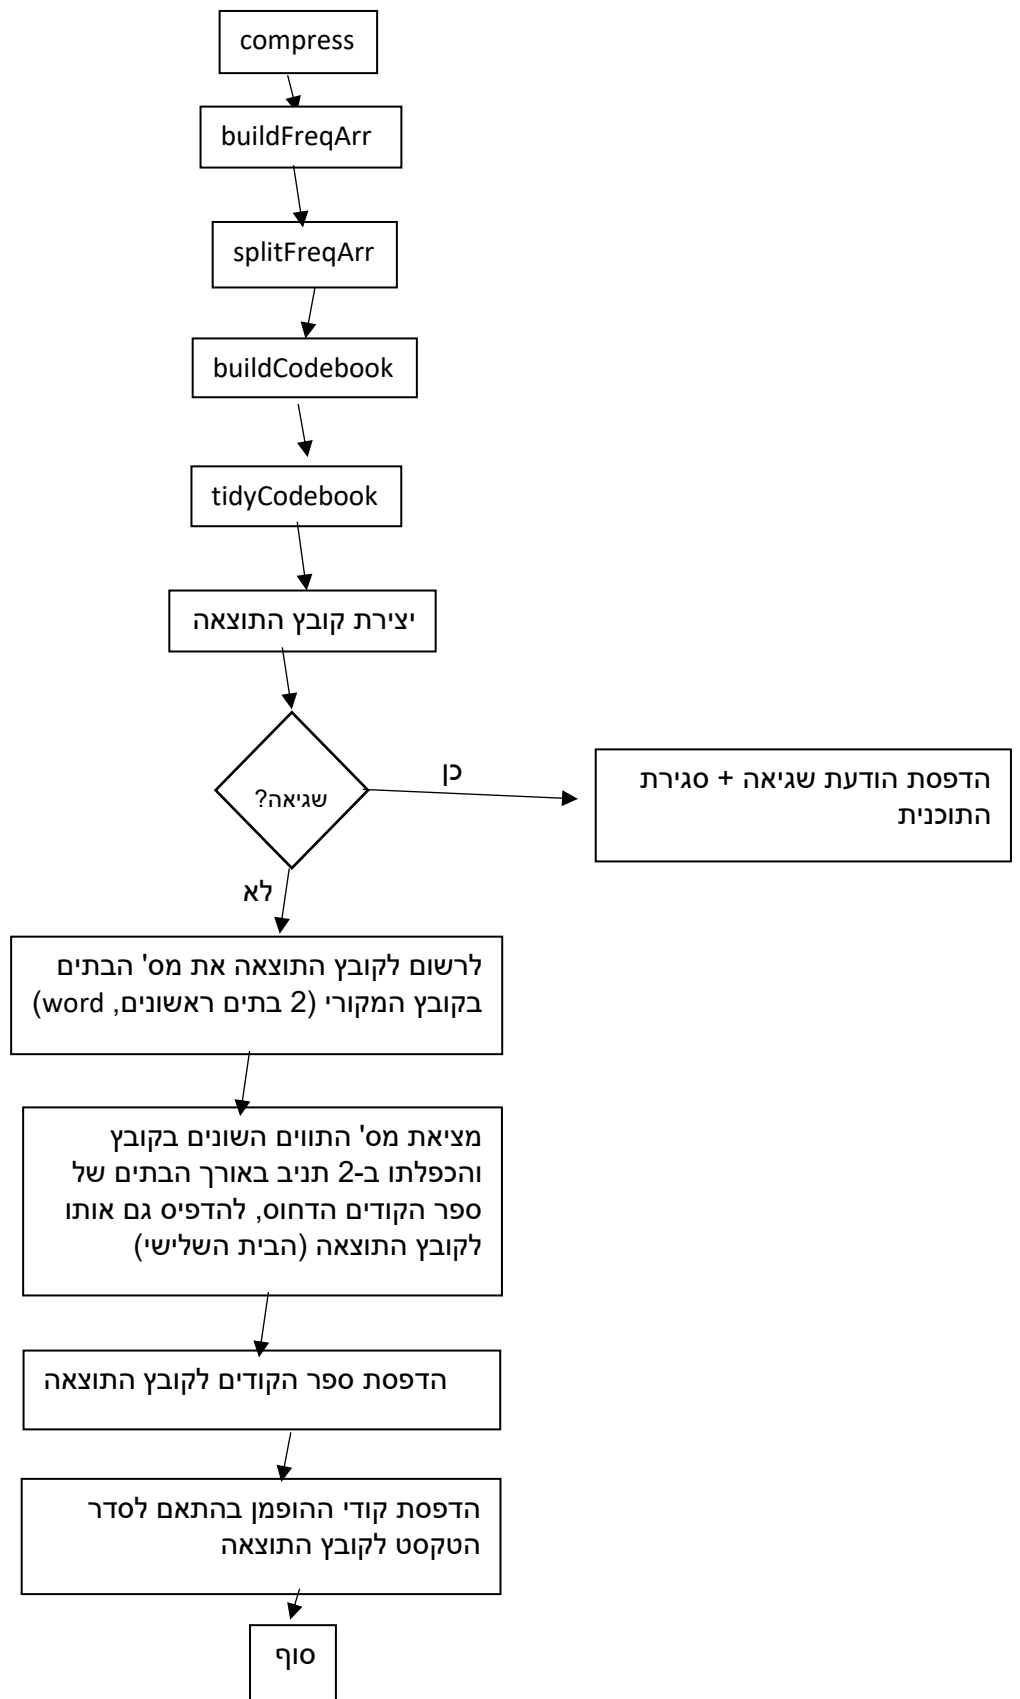 compress
buildFreqArr
splitFreqArr
buildCodebook
tidyCodebook
יצירת קובץ התוצאה
שגיאה?
כן
הדפסת הודעת שגיאה + סגירת
התוכנית
לא
לרשום לקובץ התוצאה את מס' הבתים
בקובץ המקורי (2 בתים ראשונים, word)
מציאת מס' התווים השונים בקובץ
והכפלתו ב-2 תניב באורך הבתים של
ספר הקודים הדחוס, להדפיס גם אותו
לקובץ התוצאה (הבית השלישי)
הדפסת ספר הקודים לקובץ התוצאה
הדפסת קודי ההופמן בהתאם לסדר
הטקסט לקובץ התוצאה
סוף